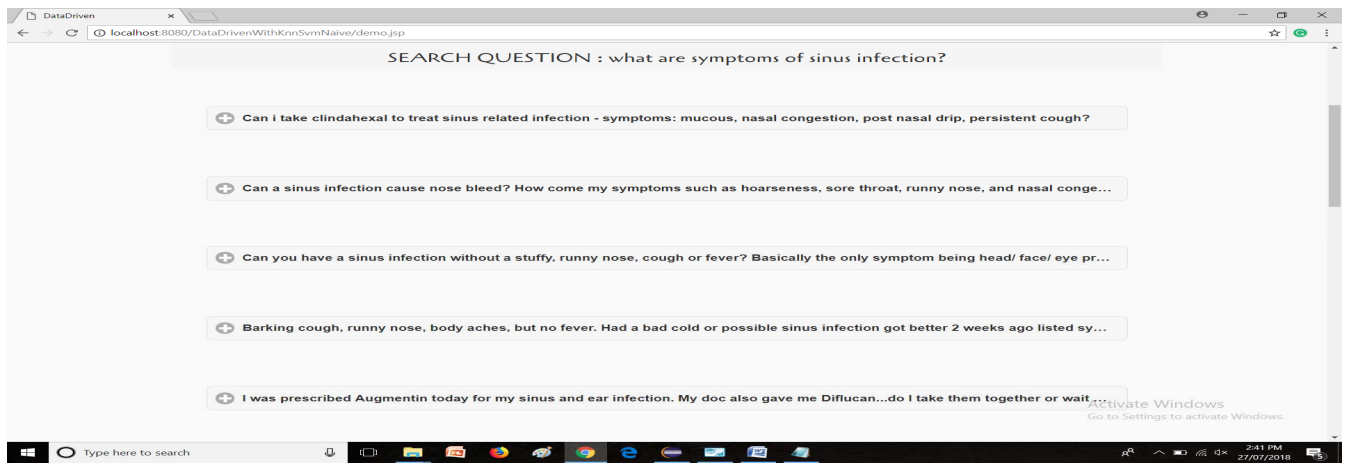 DataDriven
localhost:8080/DataDrivenWithKnnSvmNaive/demo.jsp
SEARCH QUESTION : what are symptoms of sinus infection?
Can i take clindahexal to treat sinus related infection - symptoms: mucous, nasal congestion, post nasal drip, persistent cough?
Can a sinus infection cause nose bleed? How come my symptoms such as hoarseness, sore throat, runny nose, and nasal conge...
Can you have a sinus infection without a stuffy, runny nose, cough or fever? Basically the only symptom being head/ face/ eye pr...
Barking cough, runny nose, body aches, but no fever. Had a bad cold or possible sinus infection got better 2 weeks ago listed sy...
I was prescribed Augmentin today for my sinus and ear infection. My doc also gave me Diflucan...do I take them together or wait ...
Activate Windows
Go to Settings to activate Windows.
Type here to search
2:41 PM
27/07/2018
5